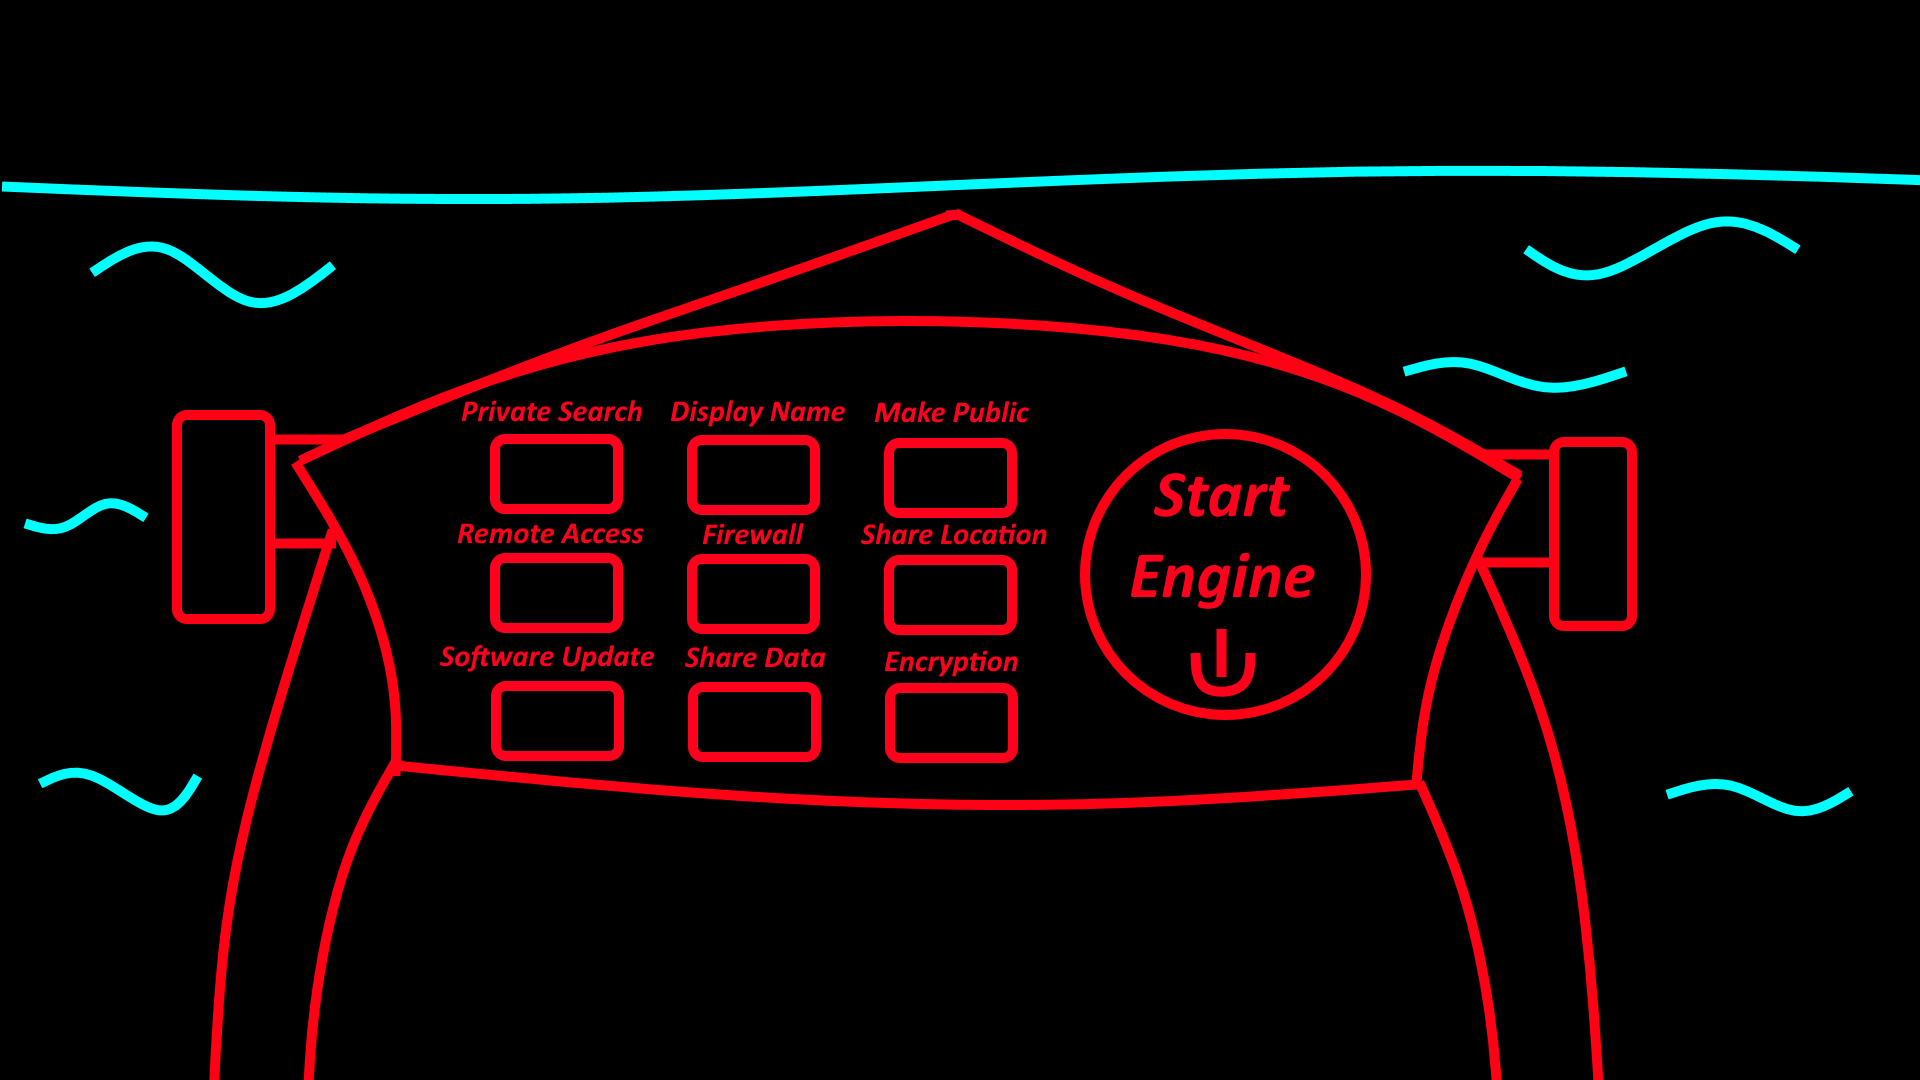 Private Search
Display Name
Make Public
Remote Access
Firewall
Share Location
Software Update
Share Data
Encryption
Start
Engine